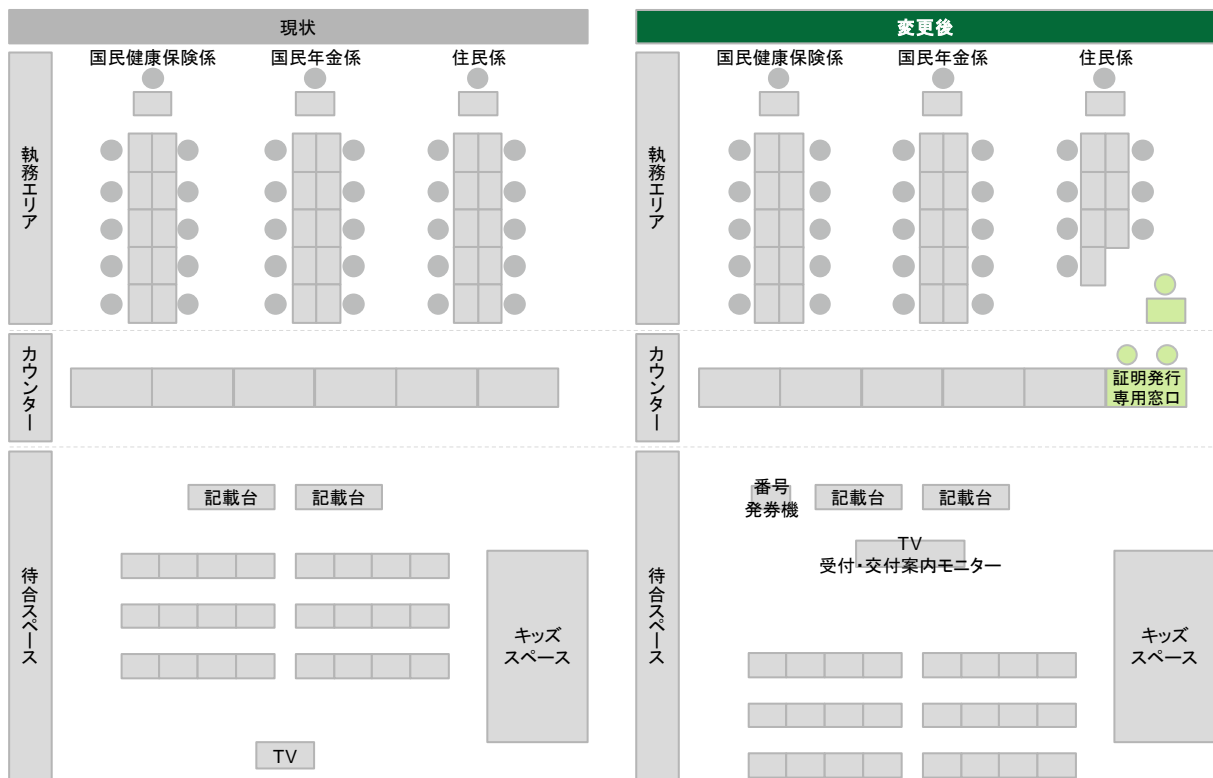 現状
国民健康保険係
国民年金係
住民係
執務エリア
カウンター
記載台
記載台
待合スペース
キッズ
スペース
TV
変更後
国民健康保険係
国民年金係
住民係
執務エリア
カウンター
証明発行
専用窓口
番号
発券機
記載台
記載台
TV
受付・交付案内モニター
待合スペース
キッズ
スペース